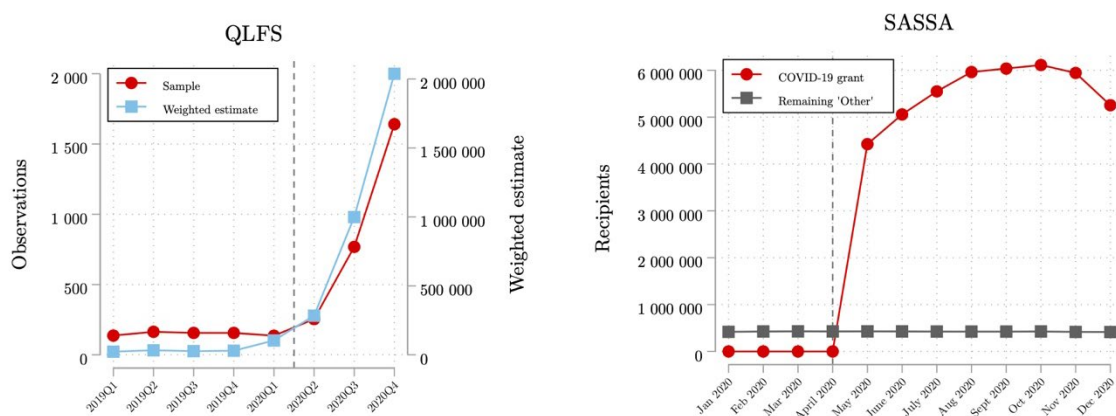 QLFS
Sample
Weighted estimate
2 000
1 500
1 000
500
0
Observations
2 000 000
1 500 000
1 000 000
500 000
0
Weighted estimate
2019Q1
2019Q2
2019Q3
2019Q4
2020Q1
2020Q2
2020Q3
2020Q4
SASSA
COVID-19 grant
Remaining 'Other'
6 000 000
5 000 000
4 000 000
3 000 000
2 000 000
1 000 000
0
Recipients
Jan 2020
Feb 2020
Mar 2020
April 2020
May 2020
June 2020
July 2020
Aug 2020
Sept 2020
Oct 2020
Nov 2020
Dec 2020